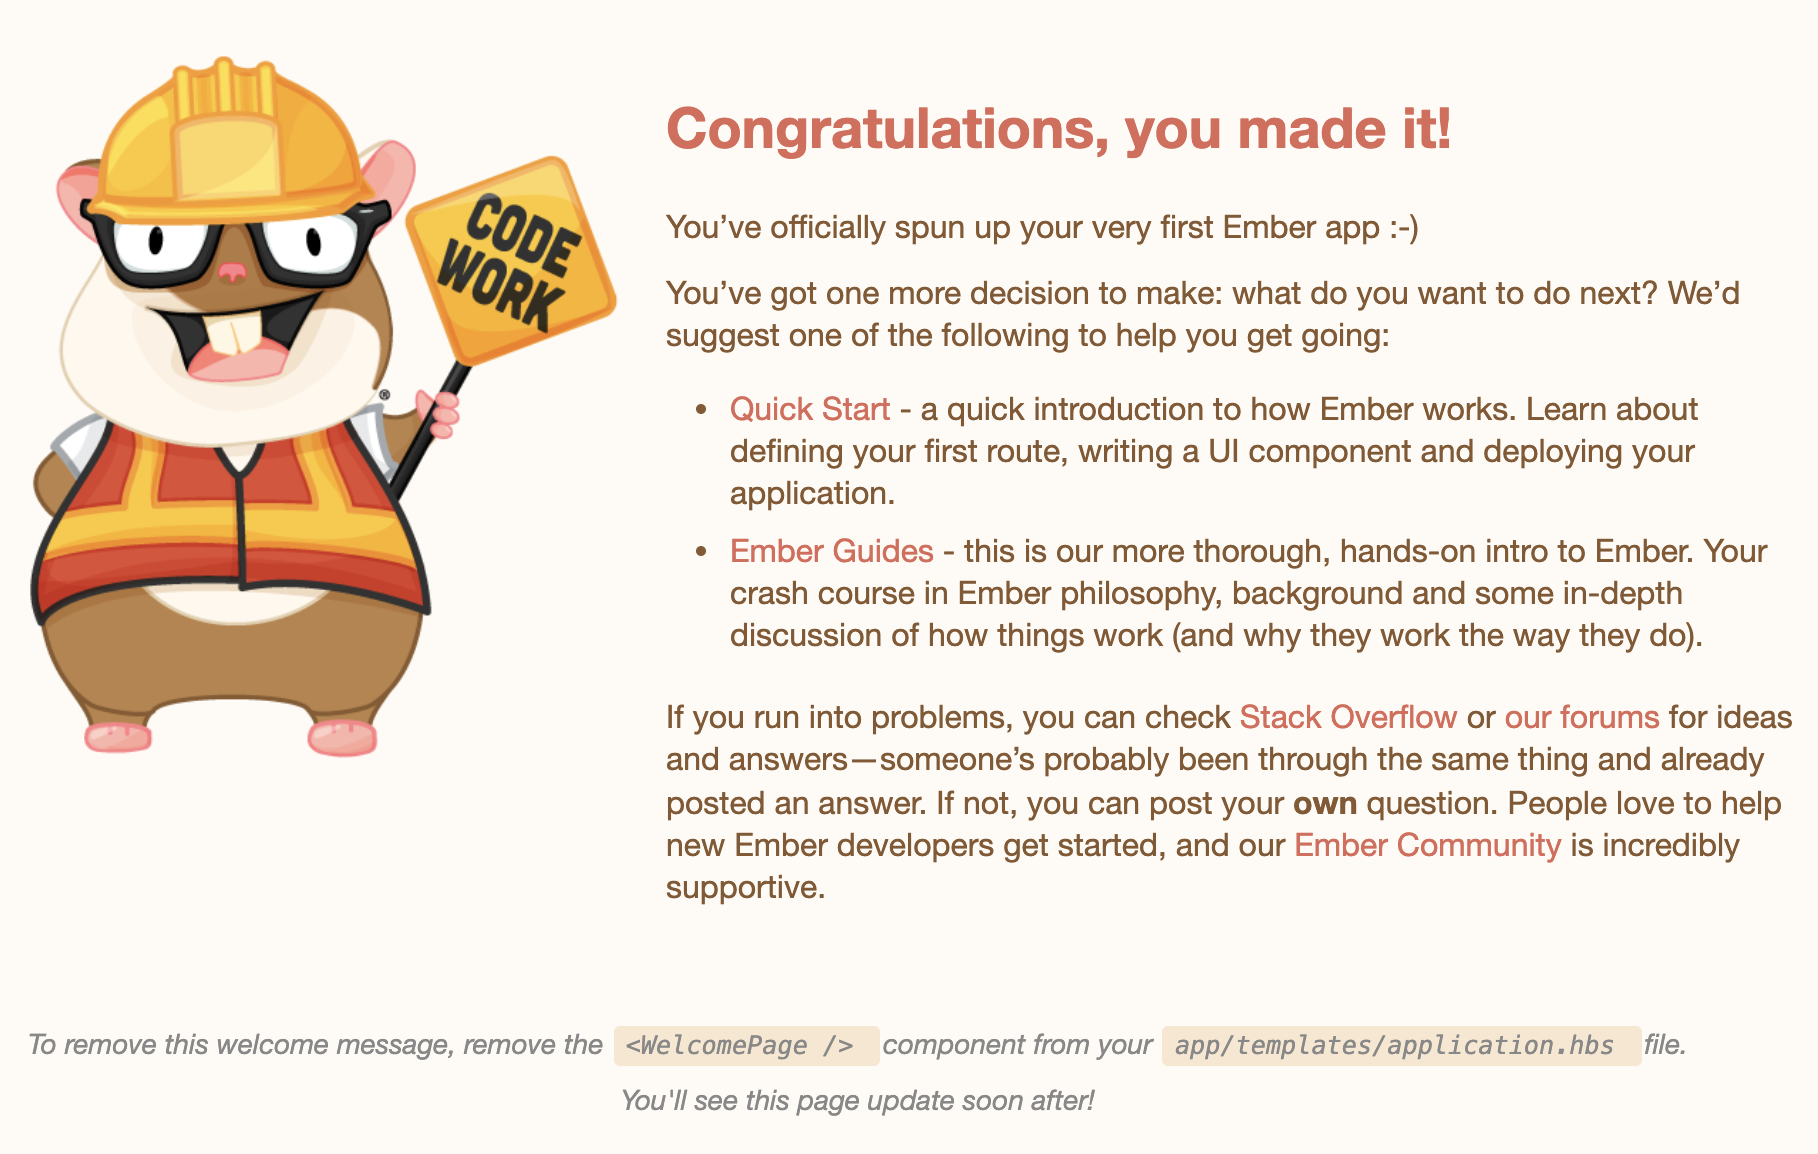 CODE
WORK
®
Congratulations, you made it!
You’ve officially spun up your very first Ember app :-)
You’ve got one more decision to make: what do you want to do next? We’d
suggest one of the following to help you get going:
• Quick Start - a quick introduction to how Ember works. Learn about
defining your first route, writing a UI component and deploying your
application.
• Ember Guides - this is our more thorough, hands-on intro to Ember. Your
crash course in Ember philosophy, background and some in-depth
discussion of how things work (and why they work the way they do).
If you run into problems, you can check Stack Overflow or our forums for ideas
and answers—someone’s probably been through the same thing and already
posted an answer. If not, you can post your own question. People love to help
new Ember developers get started, and our Ember Community is incredibly
supportive.
To remove this welcome message, remove the <WelcomePage /> component from your app/templates/application.hbs file.
You'll see this page update soon after!